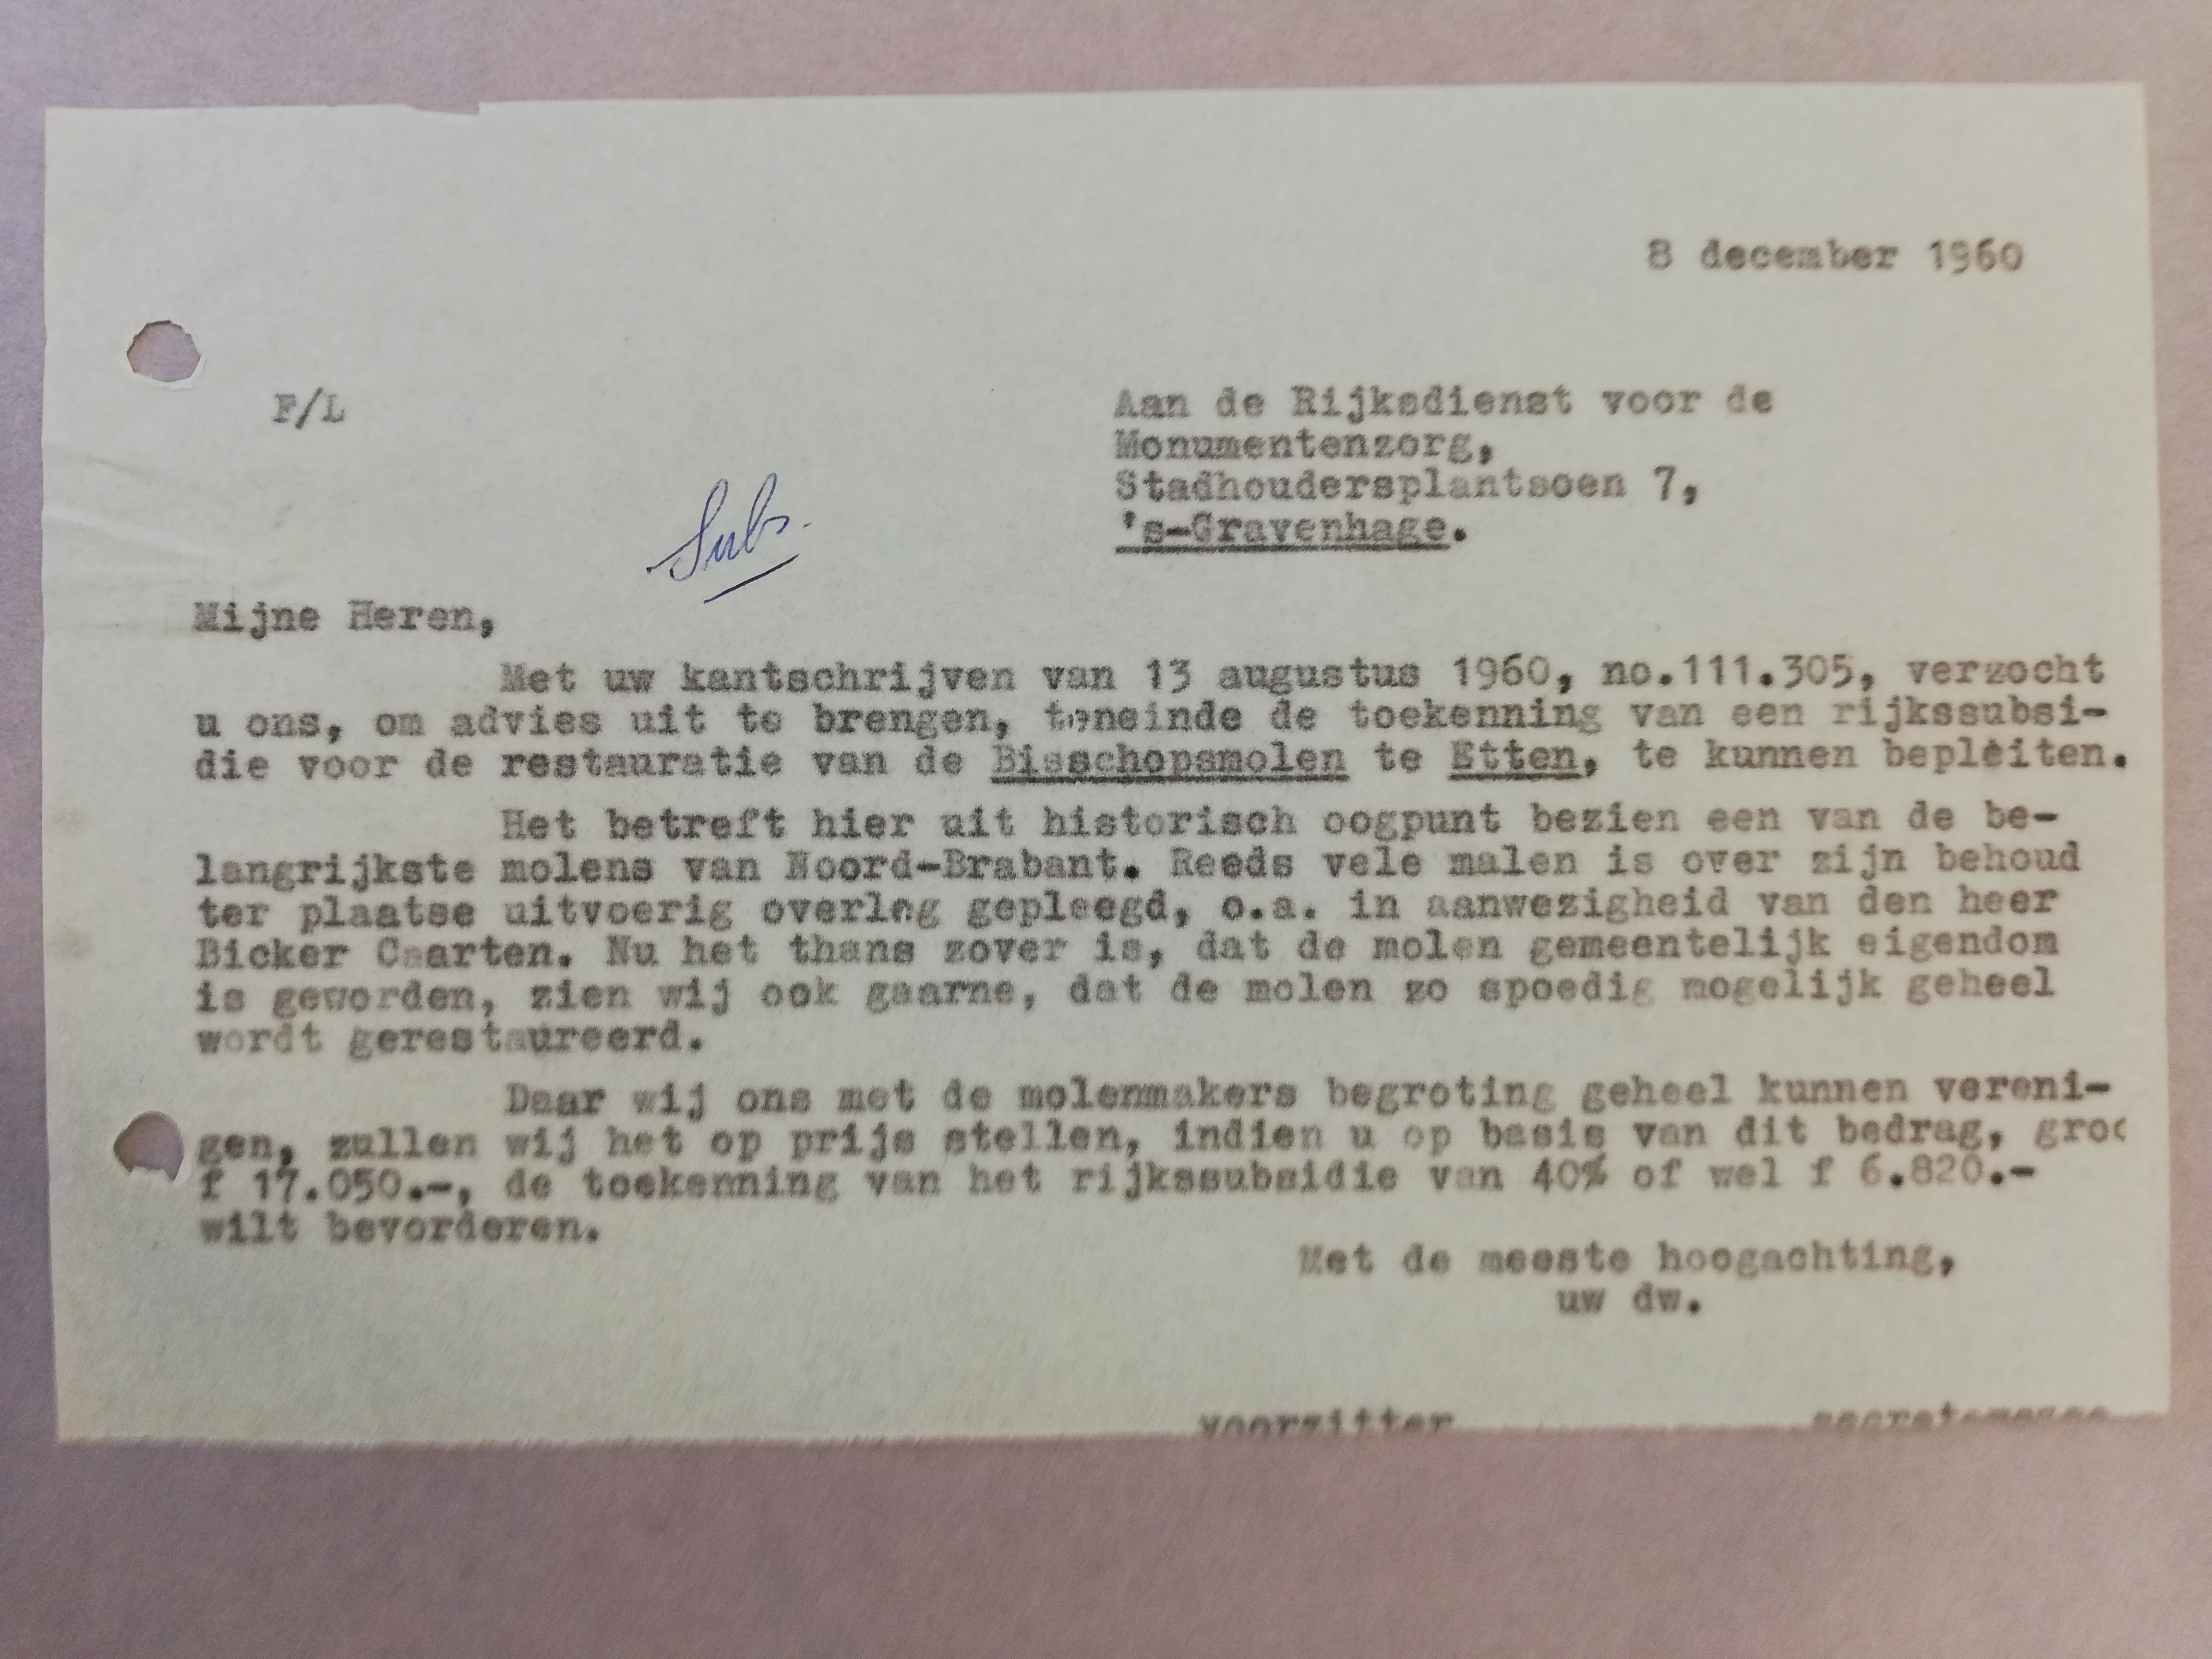 8 december 1960
F/L
Aan de Rijksdienst voor de
Monumentenzorg,
Stadhoudersplantsoen 7,
's-Gravenhage.
Subs.
Mijne Heren,
Met uw kantschrijven van 13 augustus 1960, no.111.305, verzocht
u ons, om advies uit te brengen, teneinde de toekenning van een rijkssubsi-
die voor de restauratie van de Bisschopsmolen te Etten, te kunnen bepleiten.
Het betreft hier uit historisch oogpunt bezien een van de be-
langrijkste molens van Noord-Brabant. Reeds vele malen is over zijn behoud
ter plaatse uitvoerig overleg gepleegd, o.a. in aanwezigheid van den heer
Bicker Caarten. Nu het thans zover is, dat de molen gemeentelijk eigendom
is geworden, zien wij ook gaarne, dat de molen zo spoedig mogelijk geheel
wordt gerestaureerd.
Daar wij ons met de molenmakers begroting geheel kunnen vereni-
gen, zullen wij het op prijs stellen, indien u op basis van dit bedrag, groo
f 17.050.-, de toekenning van het rijkssubsidie van 40% of wel f 6.820.-
wilt bevorderen.
Met de meeste hoogachting,
uw dw.
voorzitter